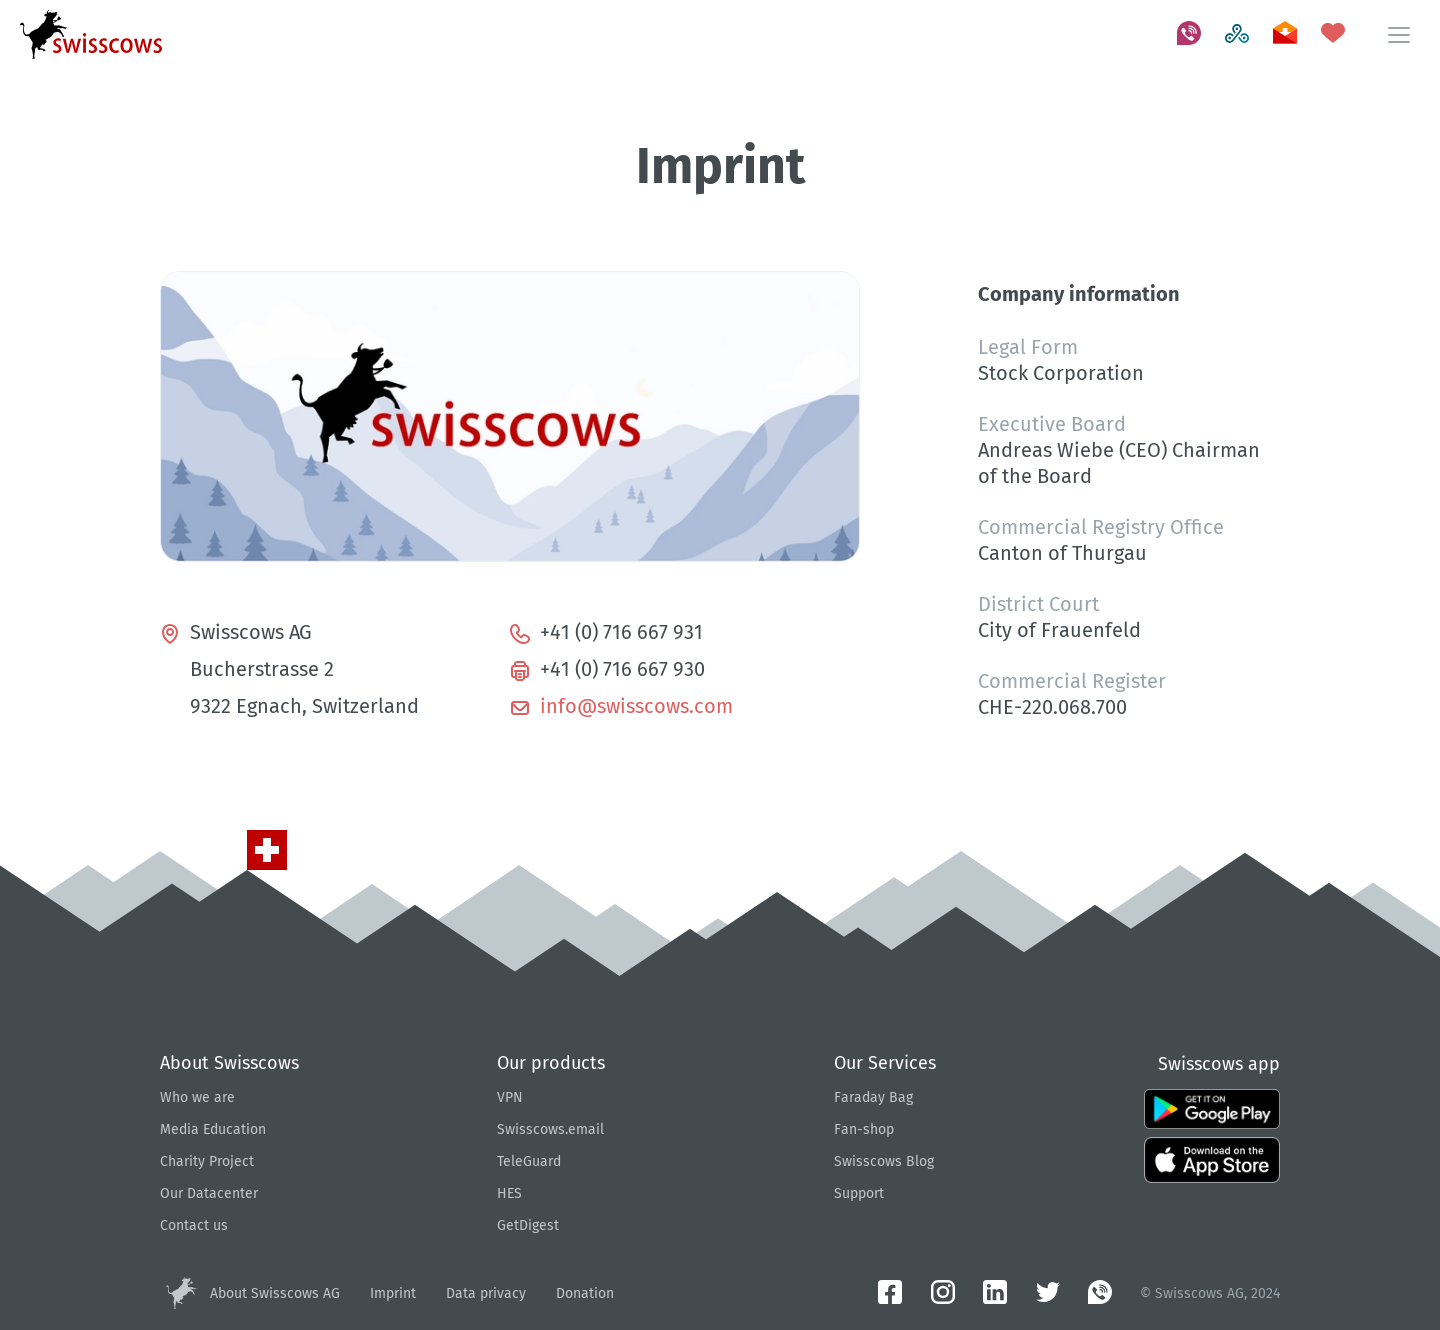 swisscows
Imprint
swisscows
Swisscows AG
Bucherstrasse 2
9322 Egnach, Switzerland
+41 (0) 716 667 931
+41 (0) 716 667 930
info@swisscows.com
Company information
Legal Form
Stock Corporation
Executive Board
Andreas Wiebe (CEO) Chairman
of the Board
Commercial Registry Office
Canton of Thurgau
District Court
City of Frauenfeld
Commercial Register
CHE-220.068.700
About Swisscows
Who we are
Media Education
Charity Project
Our Datacenter
Contact us
Our products
VPN
Swisscows.email
TeleGuard
HES
GetDigest
Our Services
Faraday Bag
Fan-shop
Swisscows Blog
Support
Swisscows app
GET IT ON
Google Play
Download on the
App Store
About Swisscows AG
Imprint
Data privacy
Donation
© Swisscows AG, 2024